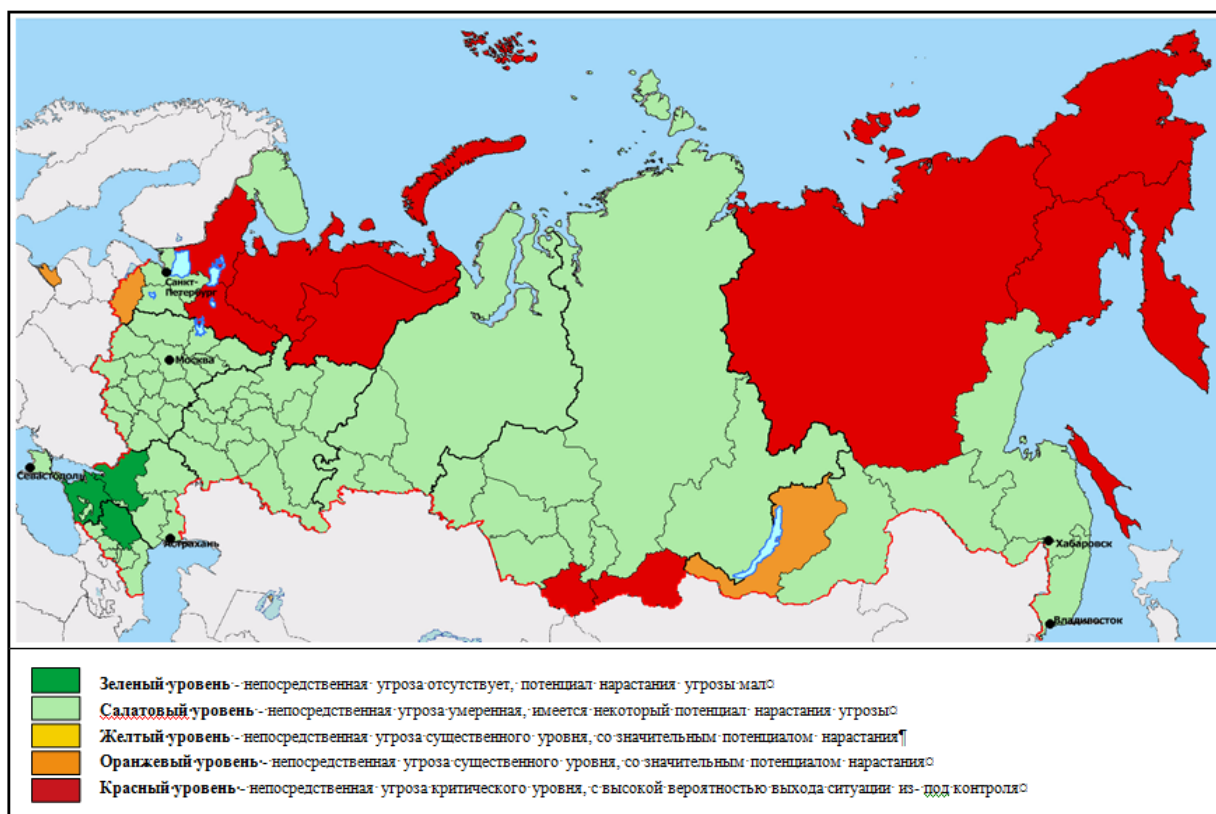 Санкт-
Петербург
Москва
Севастополь
Астрахань
Хабаровск
Владивосток
Зеленый·уровень·-·непосредственная·угроза·отсутствует,·потенциал·нарастания·угрозы·мал¤
Салатовый·уровень·-·непосредственная·угроза·умеренная,·имеется·некоторый·потенциал·нарастания·угрозы¤
Желтый·уровень·-·непосредственная·угроза·существенного·уровня,·со·значительным·потенциалом·нарастания¶
Оранжевый·уровень·-·непосредственная·угроза·существенного·уровня,·со·значительным·потенциалом·нарастания¤
Красный·уровень·-·непосредственная·угроза·критического·уровня,·с·высокой·вероятностью·выхода·ситуации·из-·под·контроля¤